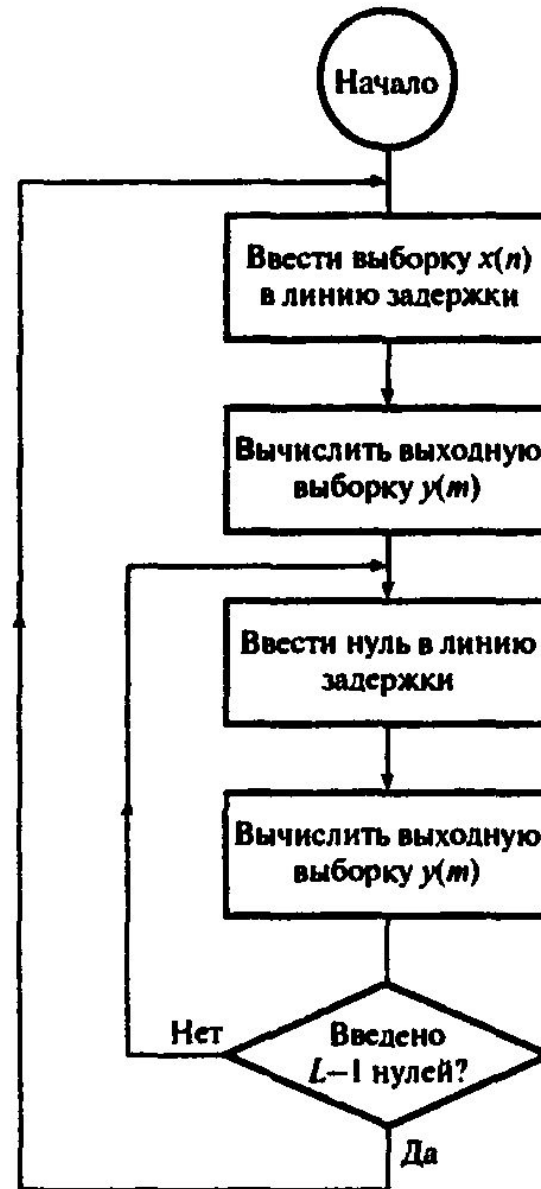 Начало
Ввести выборку x(n)
в линию задержки
Вычислить выходную
выборку y(m)
Ввести нуль в линию
задержки
Вычислить выходную
выборку y(m)
Нет
Введено
L−1 нулей?
Да